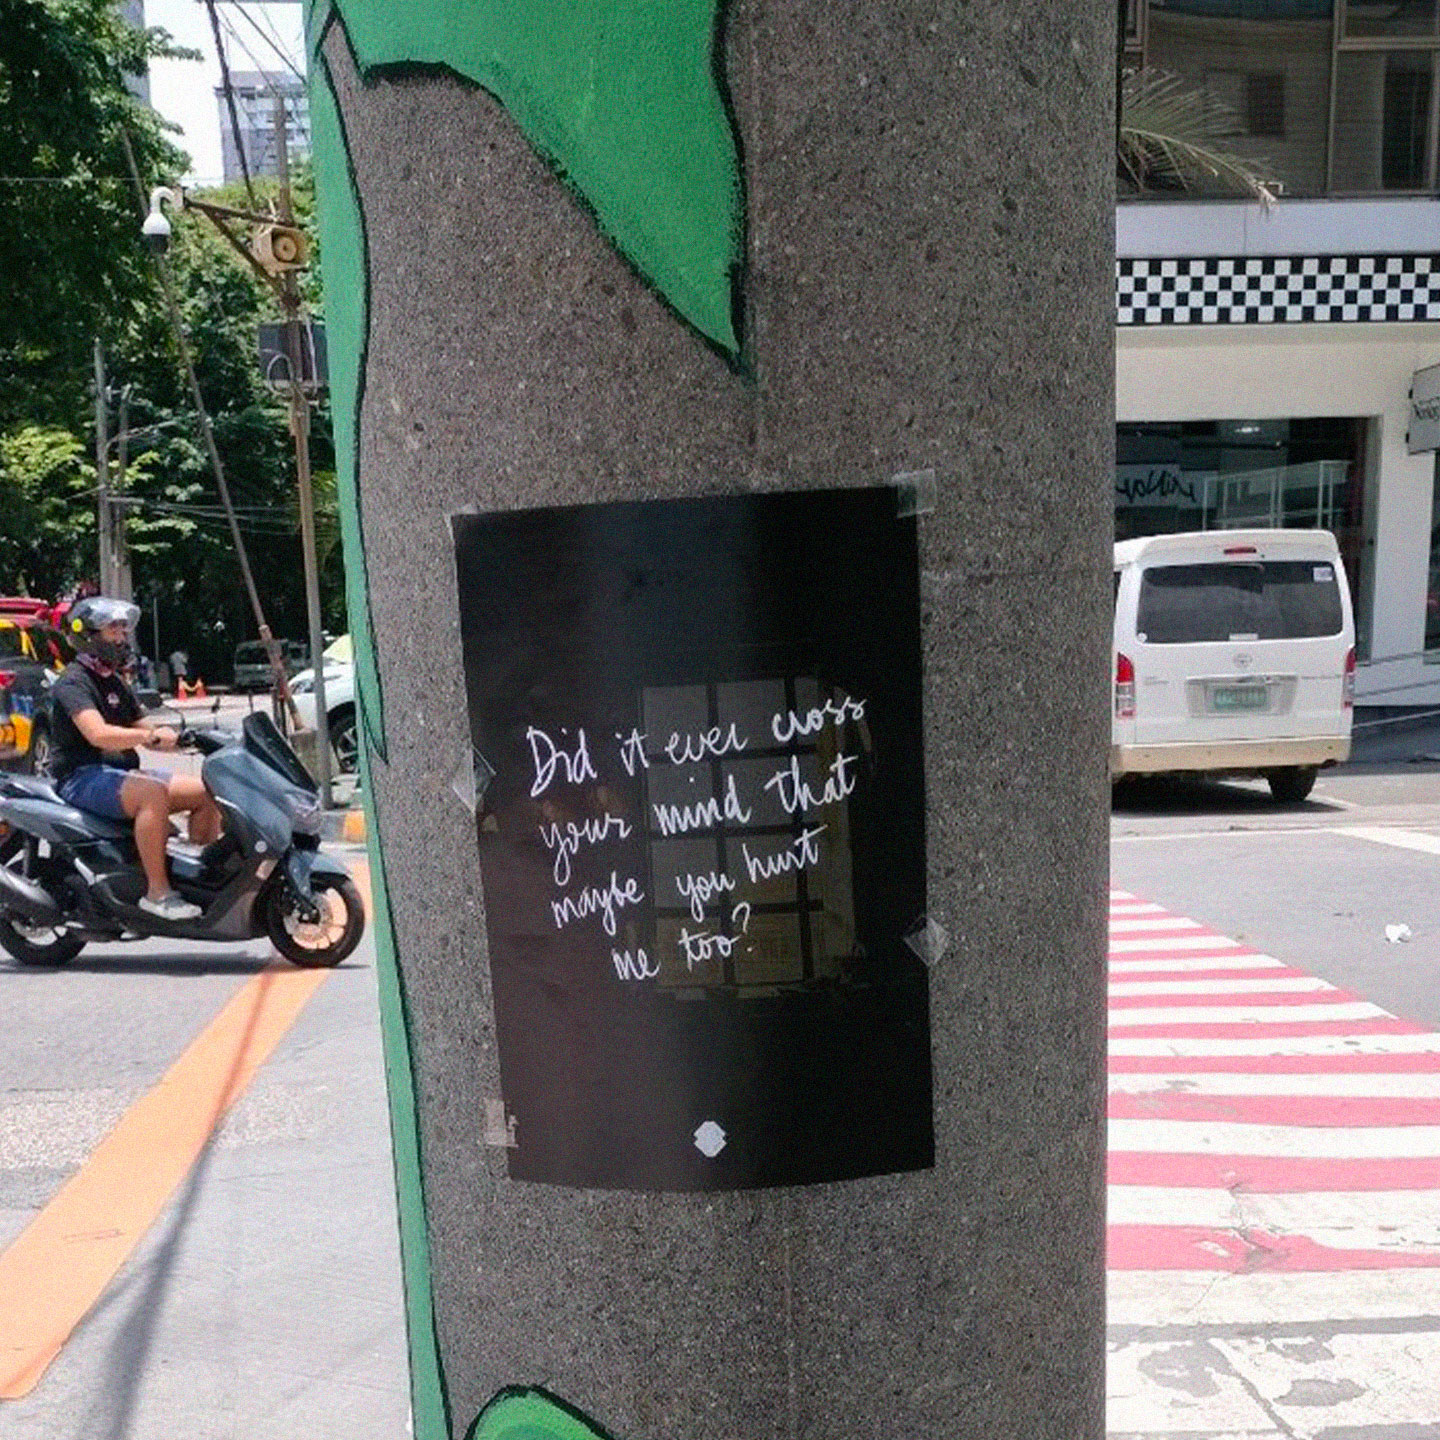 Did it ever cross
your mind that
maybe you hurt
me too?